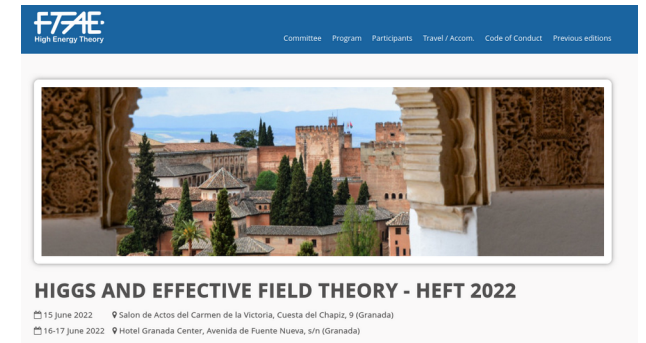 FTAE
High Energy Theory
Committee Program Participants Travel / Accom. Code of Conduct Previous editions
HIGGS AND EFFECTIVE FIELD THEORY - HEFT 2022
15 June 2022 Salon de Actos del Carmen de la Victoria, Cuesta del Chapiz, 9 (Granada)
16-17 June 2022 Hotel Granada Center, Avenida de Fuente Nueva, s/n (Granada)